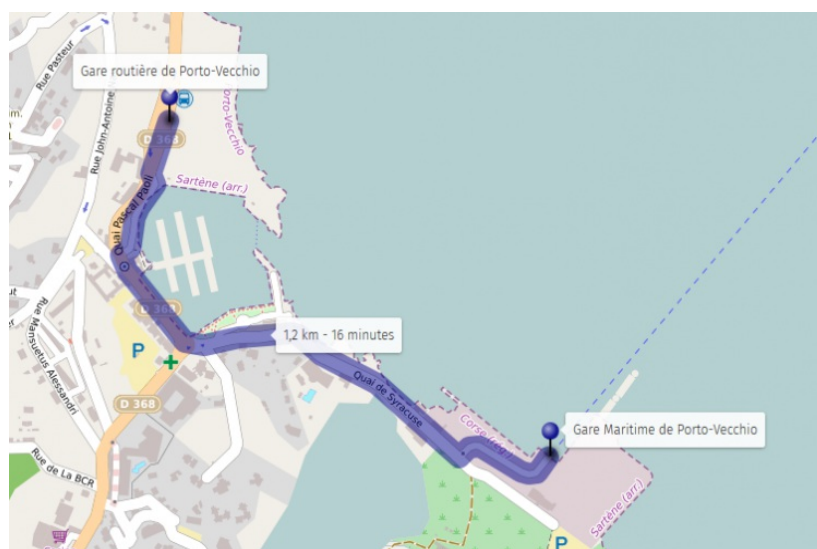 Rue Pasteur
Gare routière de Porto-Vecchio
Rue John-Antoine
Porto-Vecchio
D 368
Sartène (arr.)
Quai Pascal Paoli
D 368
1,2 km - 16 minutes
P
Rue Mansuetus Alessandri
Quai de Syracuse
D 368
Corse (rég.)
Gare Maritime de Porto-Vecchio
Rue de La BCR
Sartène (arr.)
P